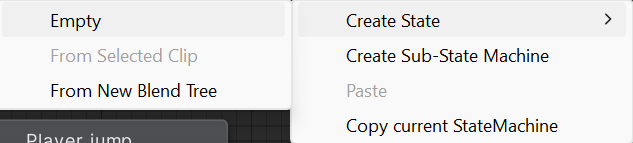 Empty
From Selected Clip
From New Blend Tree
Create State
Create Sub-State Machine
Paste
Copy current StateMachine
Player jump